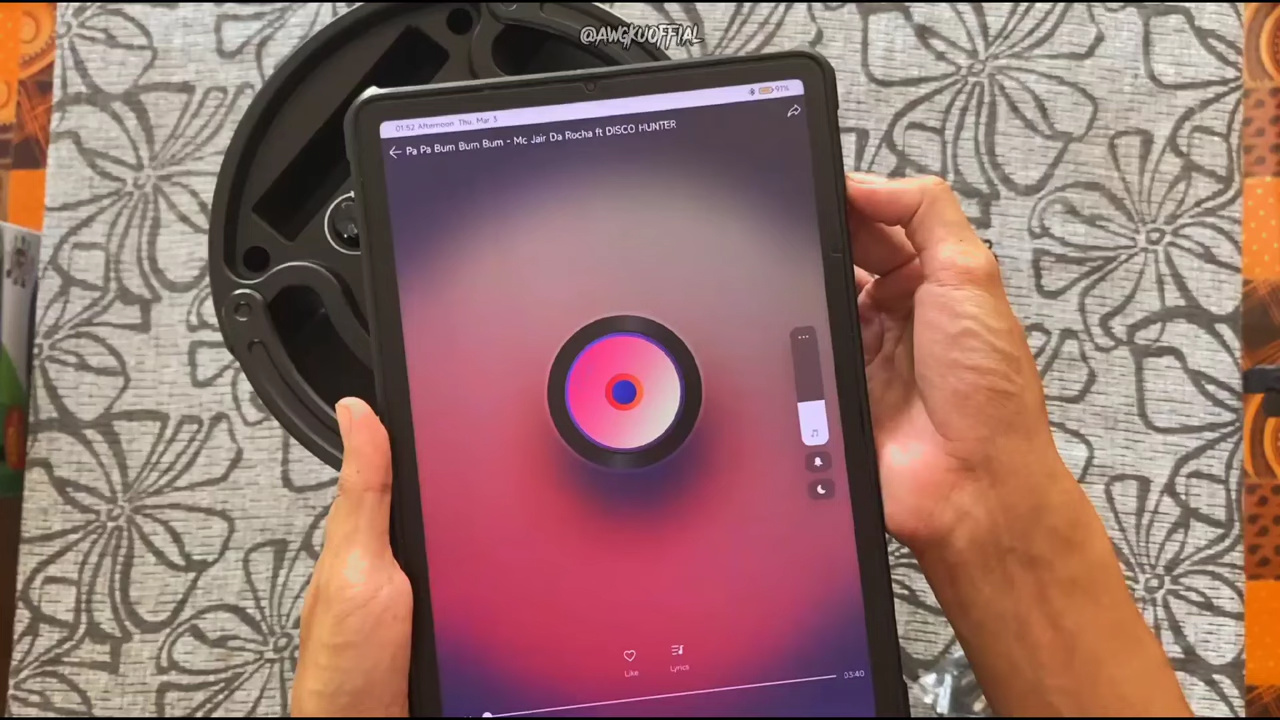 @AWGKUOFFIAL
01:52 Afternoon Thu, Mar 3
97%
Pa Pa Bum Bum Bum - Mc Jair Da Rocha ft DISCO HUNTER
Like
Lyrics
03:40